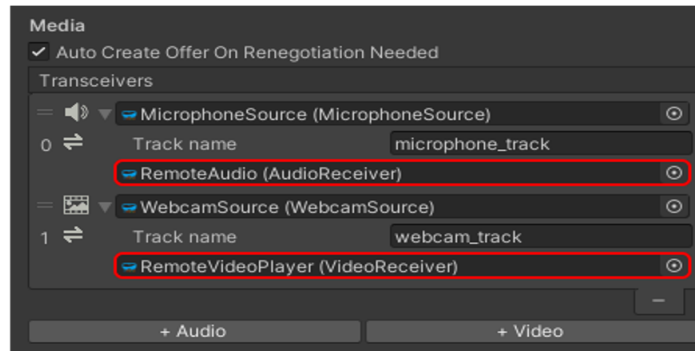 Media
Auto Create Offer On Renegotiation Needed
Transceivers
MicrophoneSource (MicrophoneSource)
0 Track name microphone_track
RemoteAudio (AudioReceiver)
WebcamSource (WebcamSource)
1 Track name webcam_track
RemoteVideoPlayer (VideoReceiver)
+ Audio + Video